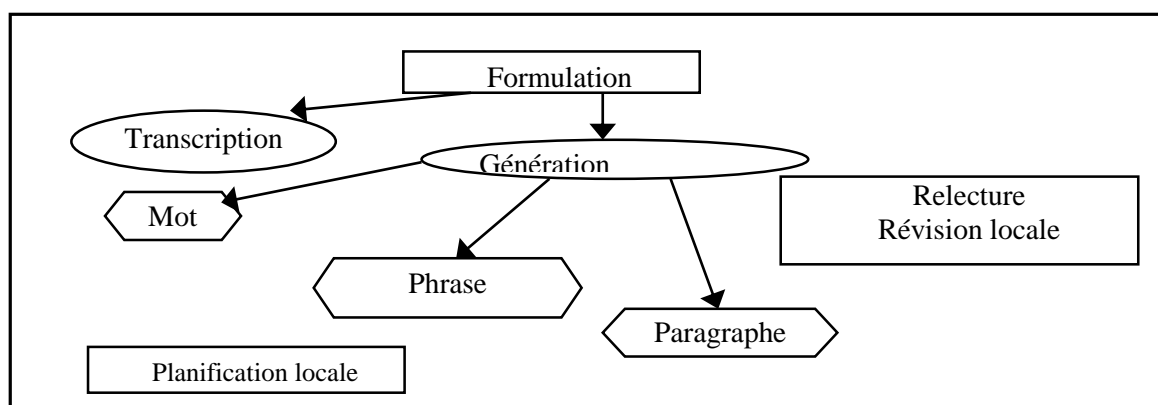 Formulation
Transcription
Génération
Mot
Relecture
Révision locale
Phrase
Paragraphe
Planification locale